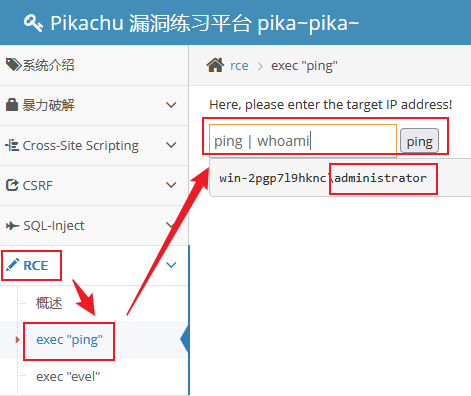 Pikachu 漏洞练习平台 pika~pika~
系统介绍
暴力破解
Cross-Site Scripting
CSRF
SQL-Inject
RCE
概述
exec "ping"
exec "evel"
rce > exec "ping"
Here, please enter the target IP address!
ping | whoami
ping
win-2pgp7l9hknc\administrator